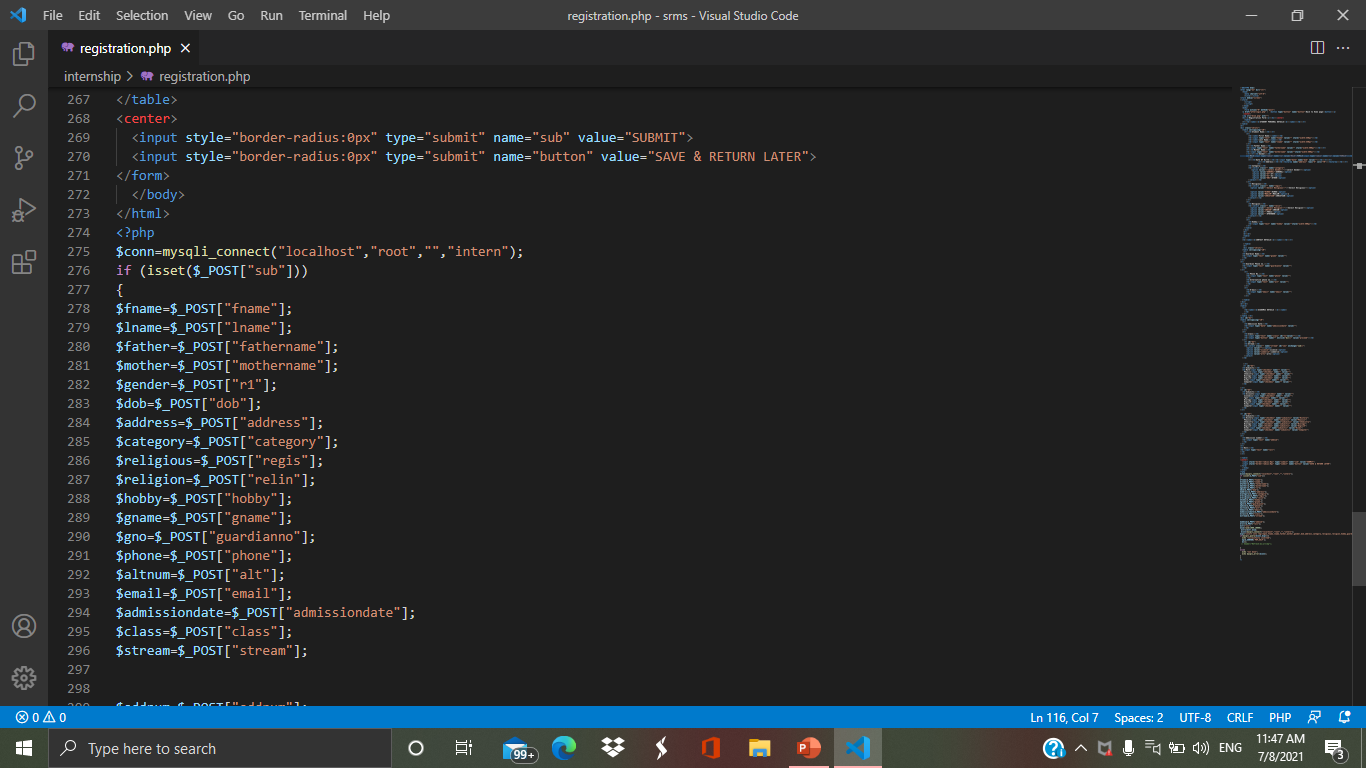 File Edit Selection View Go Run Terminal Help registration.php - srms - Visual Studio Code
registration.php
internship > registration.php
267 </table>
268 <center>
269 <input style="border-radius:0px" type="submit" name="sub" value="SUBMIT">
270 <input style="border-radius:0px" type="submit" name="button" value="SAVE & RETURN LATER">
271 </form>
272 </body>
273 </html>
274 <?php
275 $conn=mysqli_connect("localhost","root","","intern");
276 if (isset($_POST["sub"]))
277 {
278 $fname=$_POST["fname"];
279 $lname=$_POST["lname"];
280 $father=$_POST["fathername"];
281 $mother=$_POST["mothername"];
282 $gender=$_POST["r1"];
283 $dob=$_POST["dob"];
284 $address=$_POST["address"];
285 $category=$_POST["category"];
286 $religious=$_POST["regis"];
287 $religion=$_POST["relin"];
288 $hobby=$_POST["hobby"];
289 $gname=$_POST["gname"];
290 $gno=$_POST["guardianno"];
291 $phone=$_POST["phone"];
292 $altnum=$_POST["alt"];
293 $email=$_POST["email"];
294 $admissiondate=$_POST["admissiondate"];
295 $class=$_POST["class"];
296 $stream=$_POST["stream"];
297
298
0 0 Ln 116, Col 7 Spaces: 2 UTF-8 CRLF PHP
Type here to search 99+ ENG 11:47 AM
7/8/2021 3